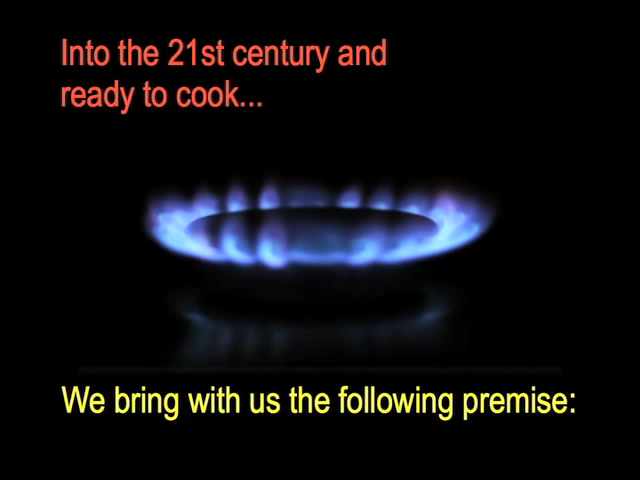 Into the 21st century and
ready to cook...
We bring with us the following premise: